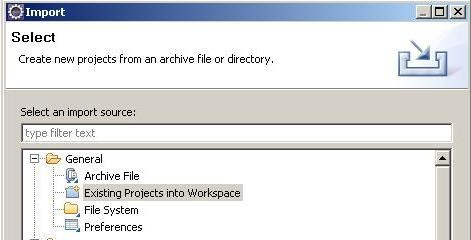 Import
Select
Create new projects from an archive file or directory.
Select an import source:
type filter text
General
Archive File
Existing Projects into Workspace
File System
Preferences